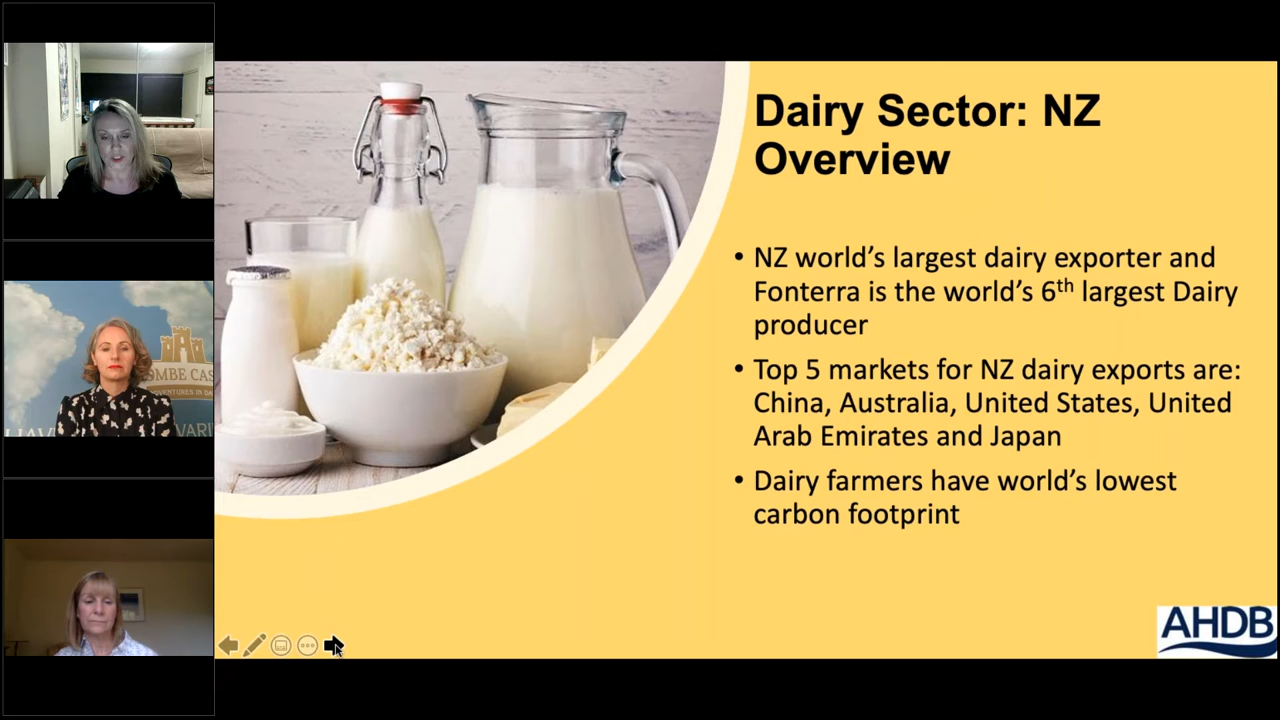 Dairy Sector: NZ
Overview
• NZ world's largest dairy exporter and
Fonterra is the world's 6th largest Dairy
producer
• Top 5 markets for NZ dairy exports are:
China, Australia, United States, United
Arab Emirates and Japan
• Dairy farmers have world's lowest
carbon footprint
AHDB